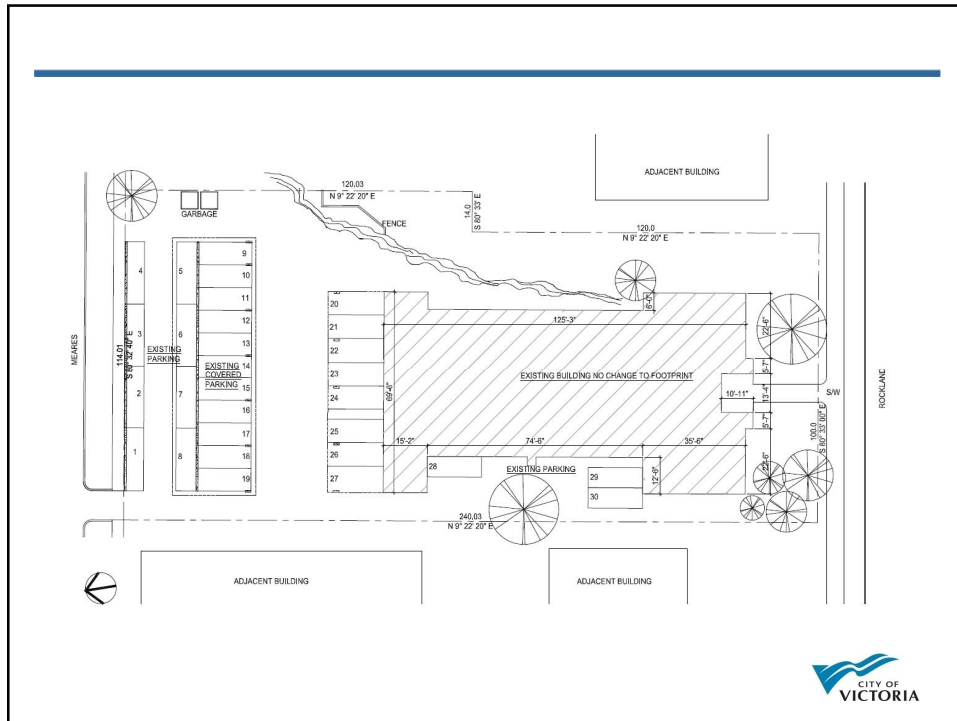 ADJACENT BUILDING
120,03
N 9° 22' 20" E
GARBAGE
FENCE
14,0
S 80° 33' E
120,0
N 9° 22' 20" E
MEARES
114.01
S 80° 32' 40" E
4
3
2
1
EXISTING
PARKING
5
6
7
8
EXISTING
COVERED
PARKING
9
10
11
12
13
14
15
16
17
18
19
20
21
22
23
24
25
26
27
69'-6"
125'-3"
6'-0"
EXISTING BUILDING NO CHANGE TO FOOTPRINT
22'-6"
5'-7"
13'-4"
10'-11"
5'-7"
22'-6"
S/W
100,0
S 80° 33' 00" E
ROCKLANE
15'-2"
74'-6"
35'-6"
28
EXISTING PARKING
29
30
12'-6"
240,03
N 9° 22' 20" E
ADJACENT BUILDING
ADJACENT BUILDING
CITY OF
VICTORIA